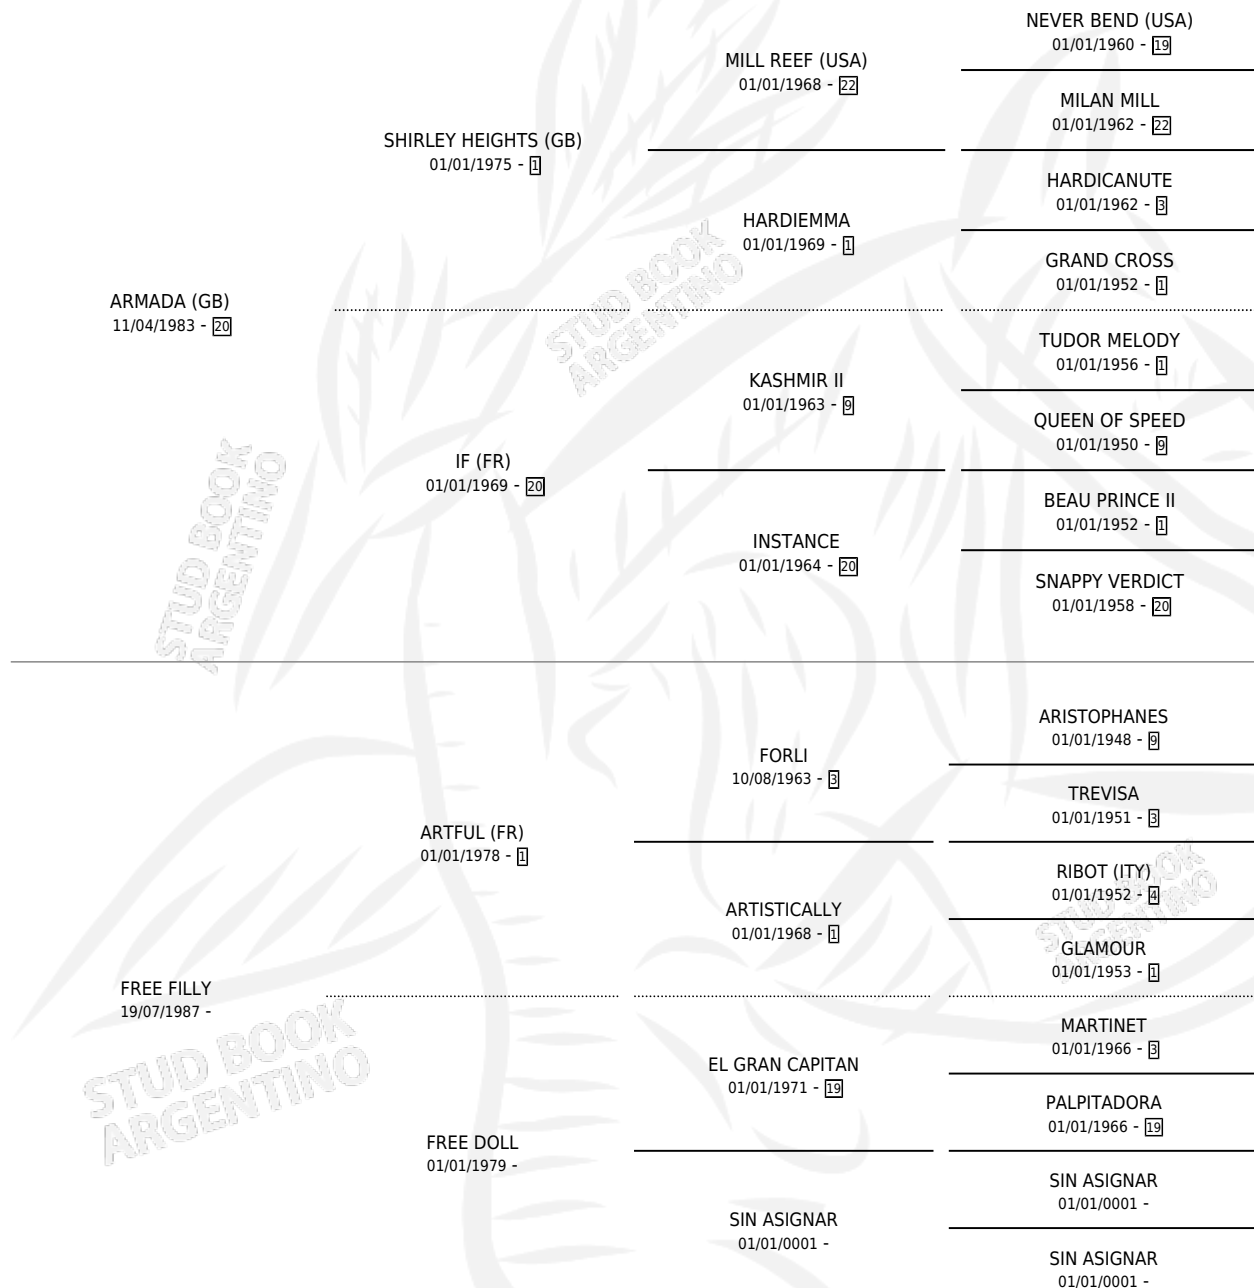 NEVER BEND (USA)
01/01/1960 - 19
MILL REEF (USA)
01/01/1968 - 22
MILAN MILL
01/01/1962 - 22
SHIRLEY HEIGHTS (GB)
01/01/1975 - 1
HARDICANUTE
01/01/1962 - 3
HARDIEMMA
01/01/1969 - 1
GRAND CROSS
01/01/1952 - 1
ARMADA (GB)
11/04/1983 - 20
TUDOR MELODY
01/01/1956 - 1
KASHMIR II
01/01/1963 - 9
QUEEN OF SPEED
01/01/1950 - 9
IF (FR)
01/01/1969 - 20
BEAU PRINCE II
01/01/1952 - 1
INSTANCE
01/01/1964 - 20
SNAPPY VERDICT
01/01/1958 - 20
STUD BOOK
ARGENTINO
STUD BOOK
ARGENTINO
ARISTOPHANES
01/01/1948 - 9
FORLI
10/08/1963 - 3
TREVISA
01/01/1951 - 3
ARTFUL (FR)
01/01/1978 - 1
RIBOT (ITY)
01/01/1952 - 4
ARTISTICALLY
01/01/1968 - 1
GLAMOUR
01/01/1953 - 1
FREE FILLY
19/07/1987 -
MARTINET
01/01/1966 - 3
EL GRAN CAPITAN
01/01/1971 - 19
PALPITADORA
01/01/1966 - 19
FREE DOLL
01/01/1979 -
SIN ASIGNAR
01/01/0001 -
SIN ASIGNAR
01/01/0001 -
SIN ASIGNAR
01/01/0001 -
STUD BOOK
ARGENTINO
STUD BOOK
ARGENTINO